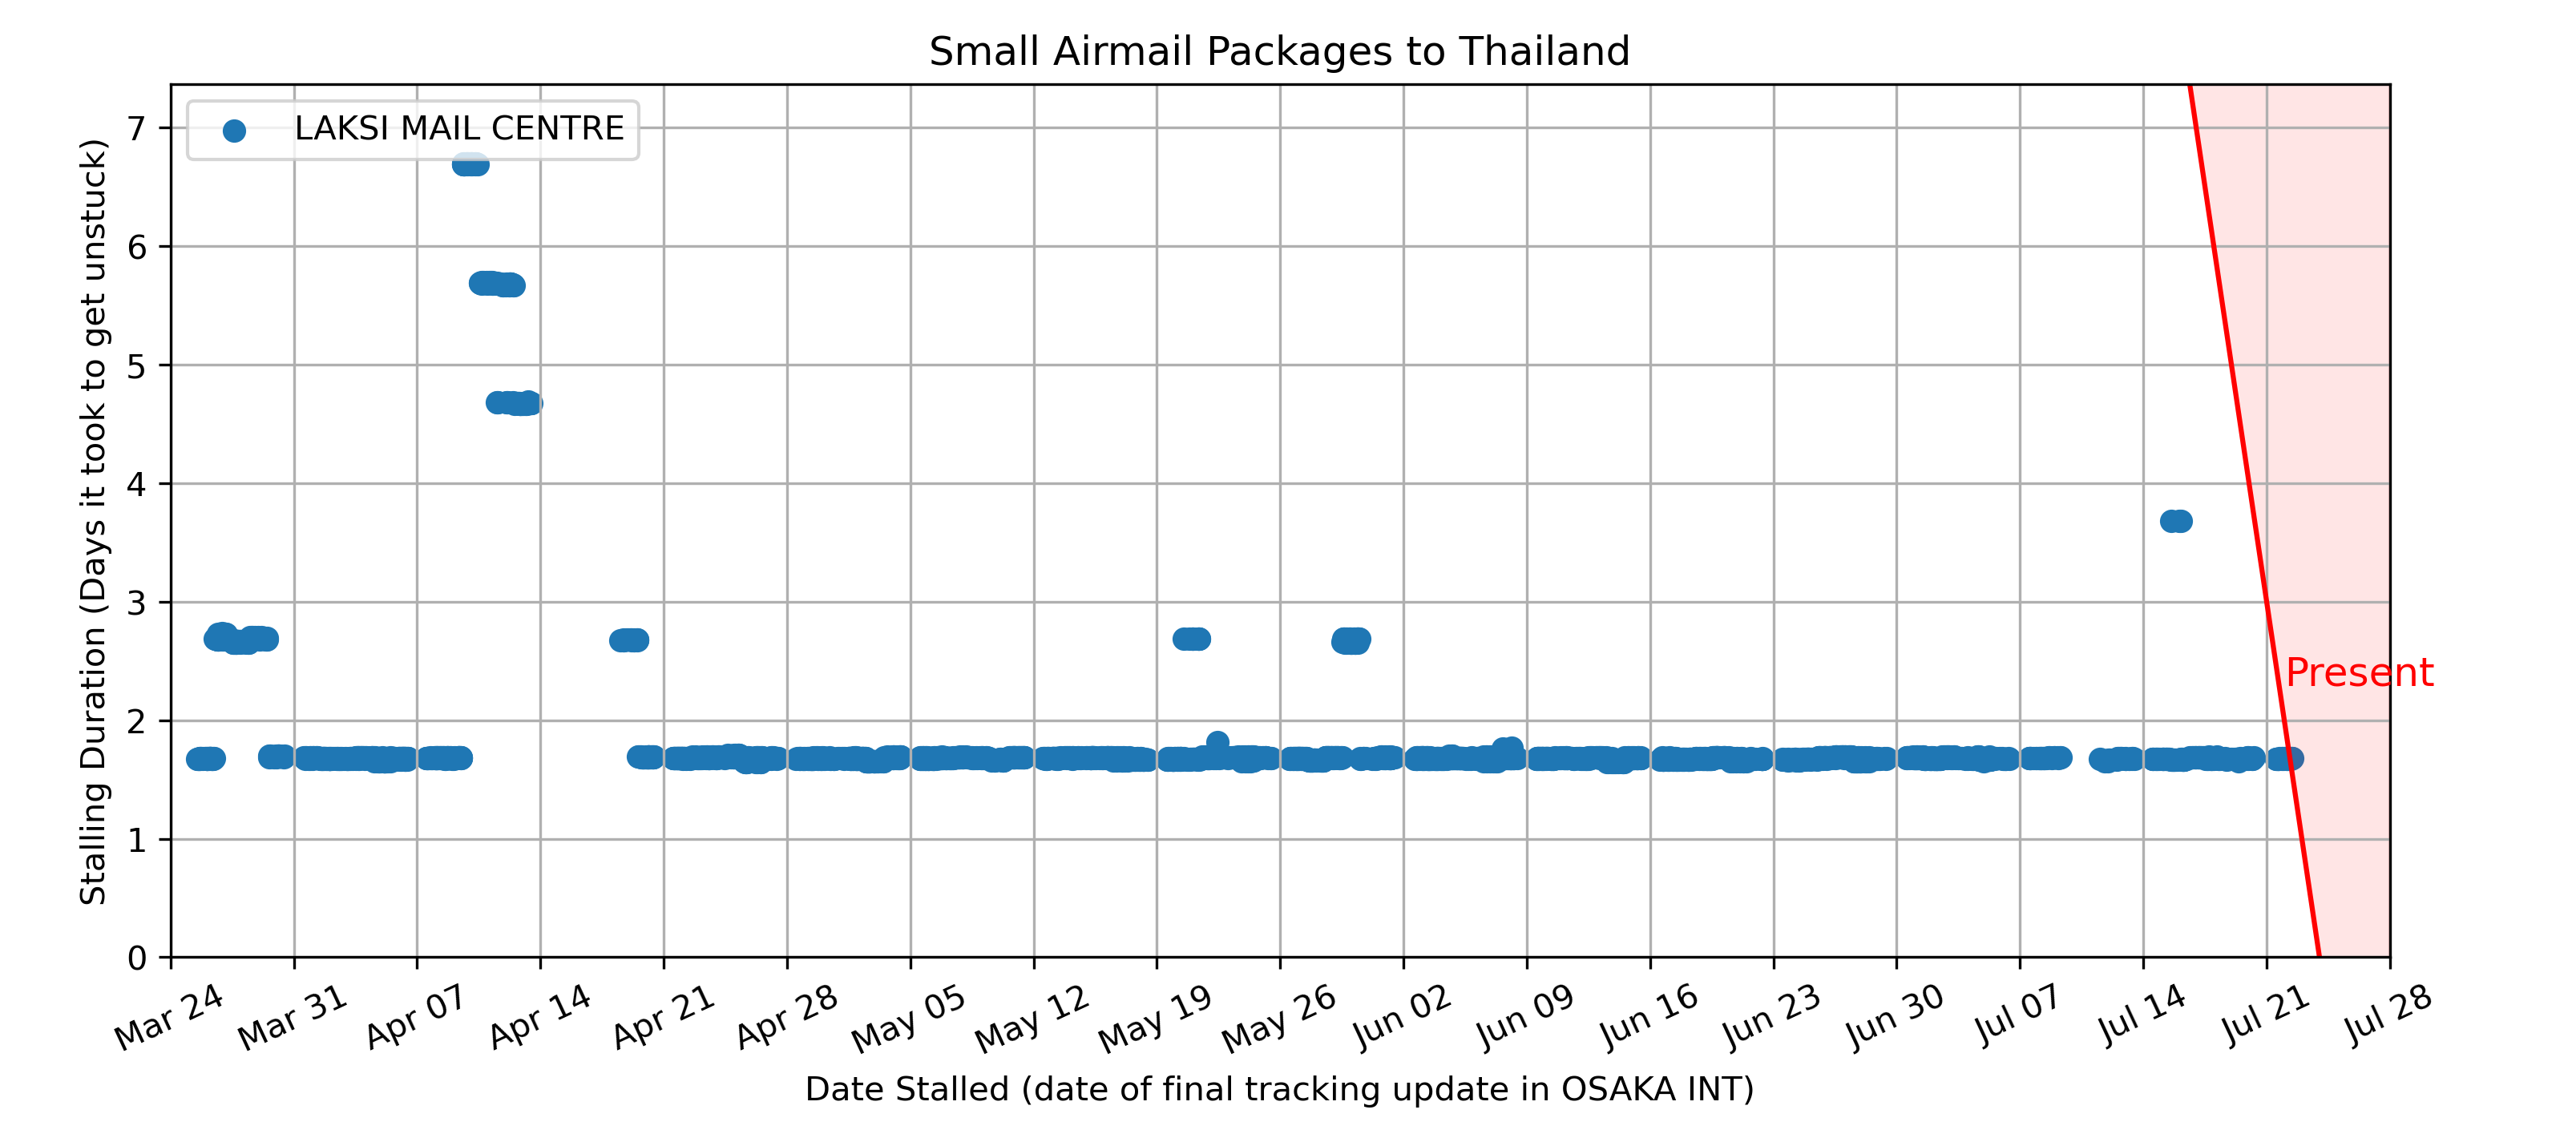 Small Airmail Packages to Thailand
LAKSI MAIL CENTRE
Stalling Duration (Days it took to get unstuck)
7
6
5
4
3
2
1
0
Present
Mar 24
Mar 31
Apr 07
Apr 14
Apr 21
Apr 28
May 05
May 12
May 19
May 26
Jun 02
Jun 09
Jun 16
Jun 23
Jun 30
Jul 07
Jul 14
Jul 21
Jul 28
Date Stalled (date of final tracking update in OSAKA INT)